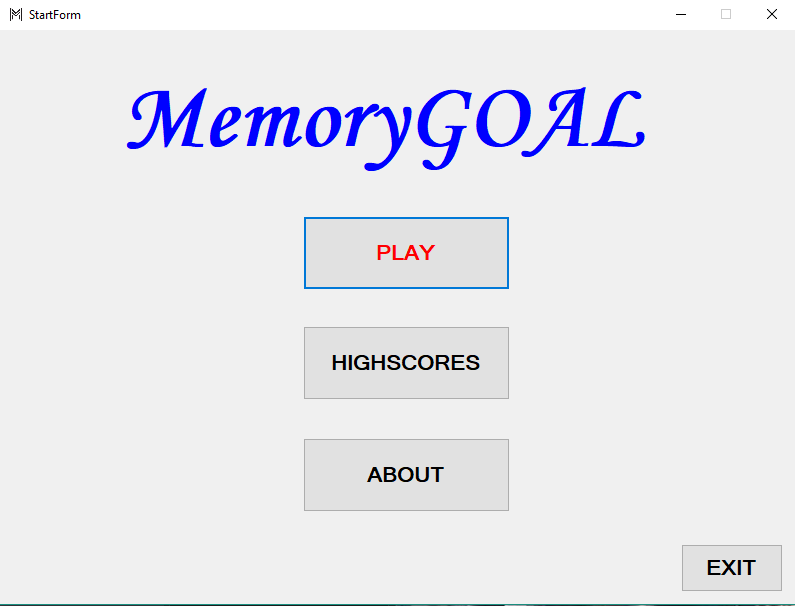 StartForm
MemoryGOAL
PLAY
HIGHSCORES
ABOUT
EXIT